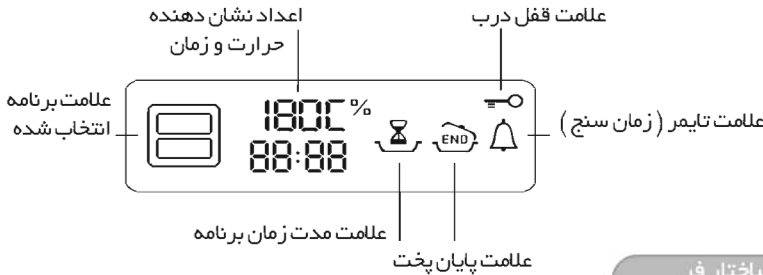 اعداد نشان دهنده
حرارت و زمان
علامت قفل درب
علامت برنامه
انتخاب شده
180C%
88:88
END
علامت تایمر ( زمان سنج )
علامت مدت زمان برنامه
علامت پایان پخت